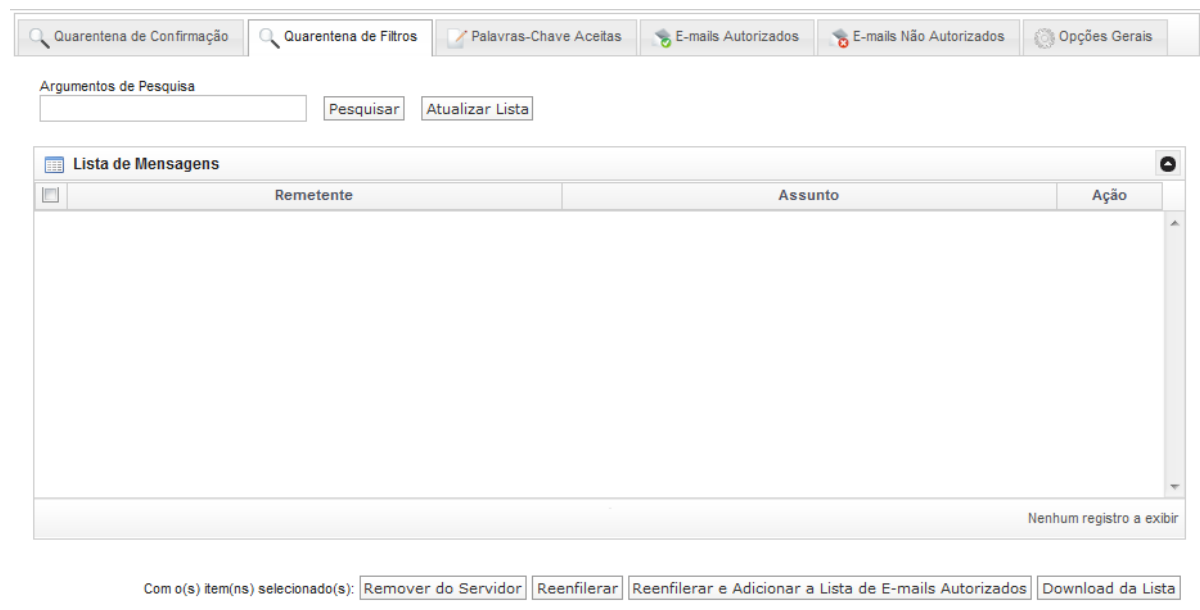 Quarentena de Confirmação Quarentena de Filtros Palavras-Chave Aceitas E-mails Autorizados E-mails Não Autorizados Opções Gerais
Argumentos de Pesquisa
Pesquisar Atualizar Lista
Lista de Mensagens
Remetente Assunto Ação
Nenhum registro a exibir
Com o(s) item(ns) selecionado(s): Remover do Servidor Reenfilerar Reenfilerar e Adicionar a Lista de E-mails Autorizados Download da Lista